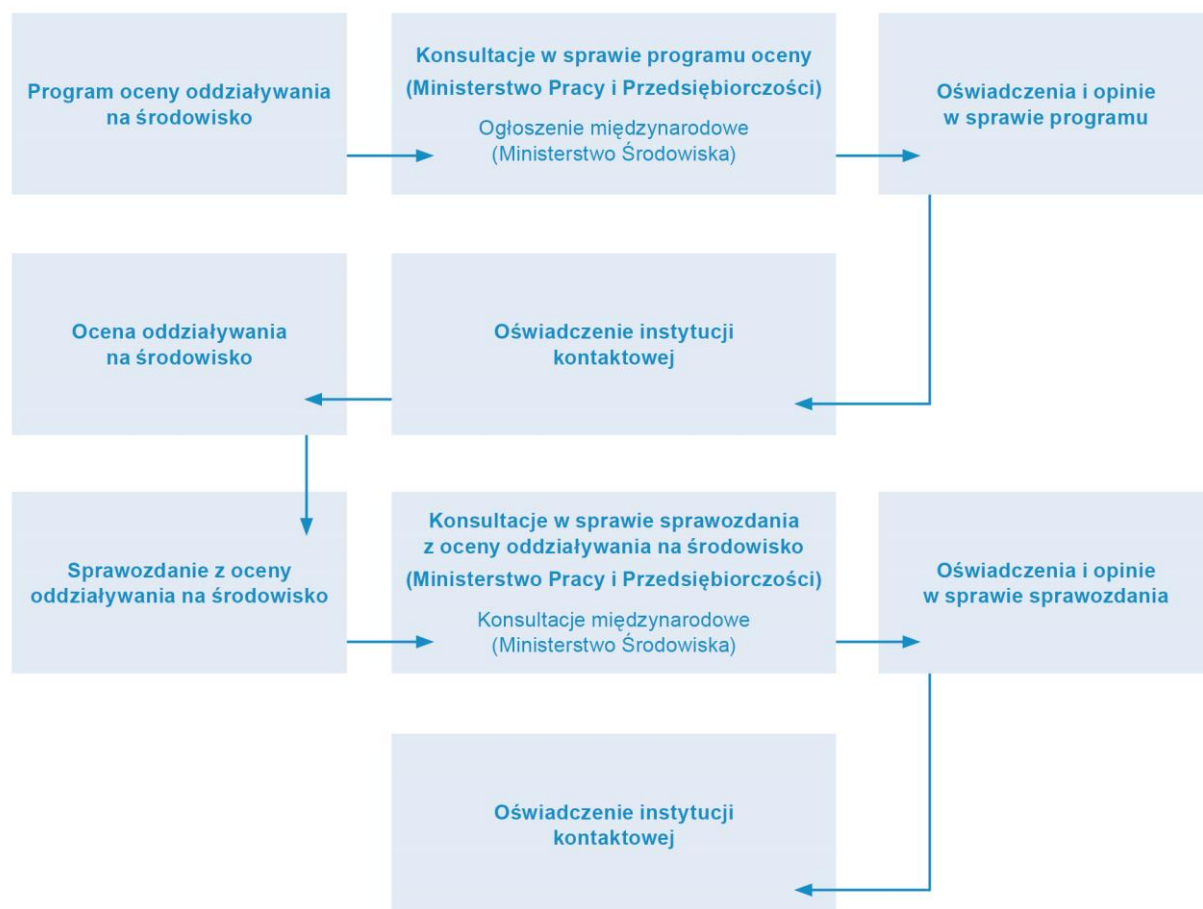 Program oceny oddziaływania
na środowisko
Konsultacje w sprawie programu oceny
(Ministerstwo Pracy i Przedsiębiorczości)
Ogłoszenie międzynarodowe
(Ministerstwo Środowiska)
Oświadczenia i opinie
w sprawie programu
Oświadczenie instytucji
kontaktowej
Ocena oddziaływania
na środowisko
Sprawozdanie z oceny
oddziaływania na środowisko
Konsultacje w sprawie sprawozdania
z oceny oddziaływania na środowisko
(Ministerstwo Pracy i Przedsiębiorczości)
Konsultacje międzynarodowe
(Ministerstwo Środowiska)
Oświadczenia i opinie
w sprawie sprawozdania
Oświadczenie instytucji
kontaktowej